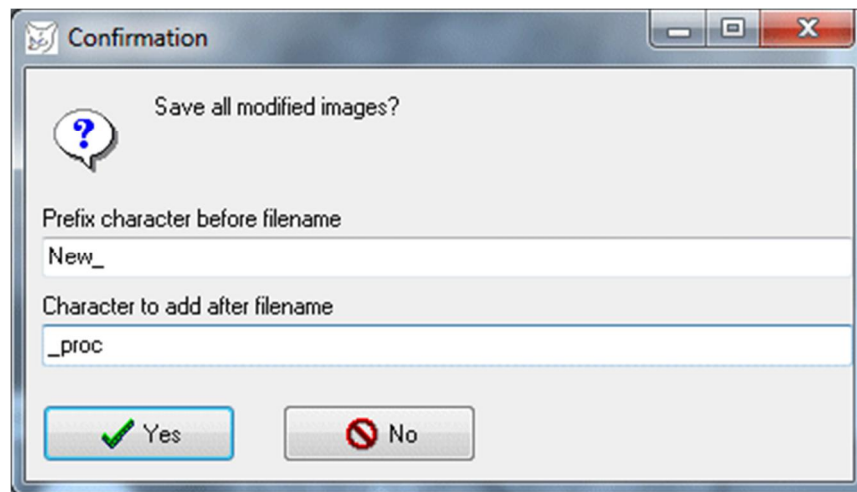 Confirmation
Save all modified images?
Prefix character before filename
New_
Character to add after filename
_proc
Yes
No